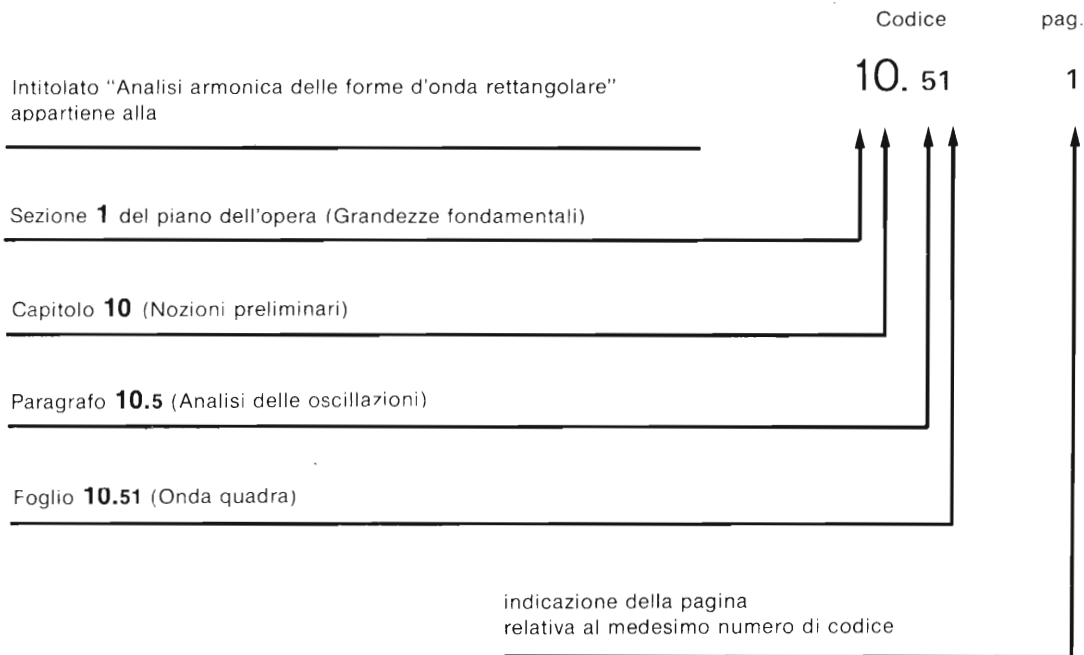 Codice pag.
Intitolato "Analisi armonica delle forme d'onda rettangolare" 10. 51 1
appartiene alla
Sezione 1 del piano dell'opera (Grandezze fondamentali)
Capitolo 10 (Nozioni preliminari)
Paragrafo 10.5 (Analisi delle oscillazioni)
Foglio 10.51 (Onda quadra)
indicazione della pagina
relativa al medesimo numero di codice